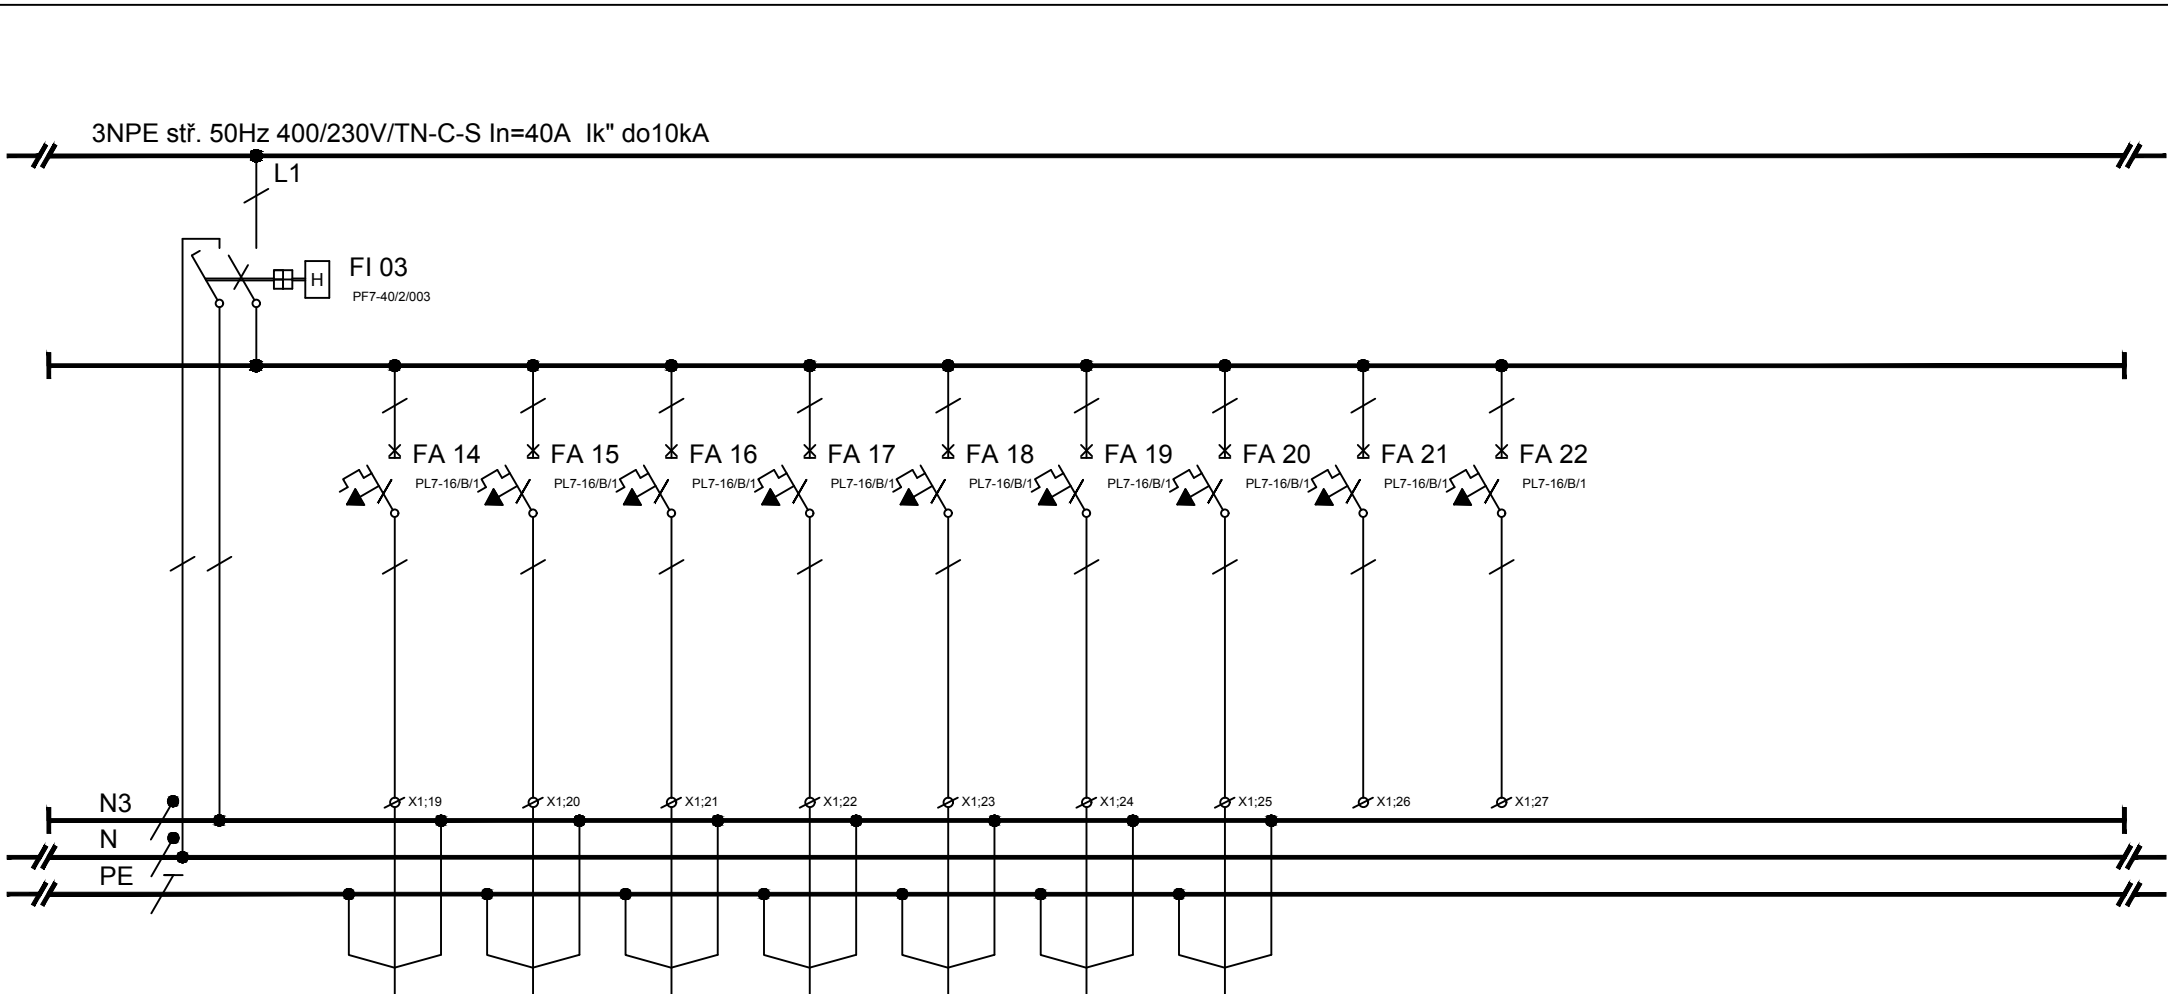 3NPE stř. 50Hz 400/230V/TN-C-S In=40A Ik" do10kA
L1
FI 03
H
PF7-40/2/003
FA 14 FA 15 FA 16 FA 17 FA 18 FA 19 FA 20 FA 21 FA 22
PL7-16/B/1 PL7-16/B/1 PL7-16/B/1 PL7-16/B/1 PL7-16/B/1 PL7-16/B/1 PL7-16/B/1 PL7-16/B/1 PL7-16/B/1
N3 X1;19 X1;20 X1;21 X1;22 X1;23 X1;24 X1;25 X1;26 X1;27
N
PE